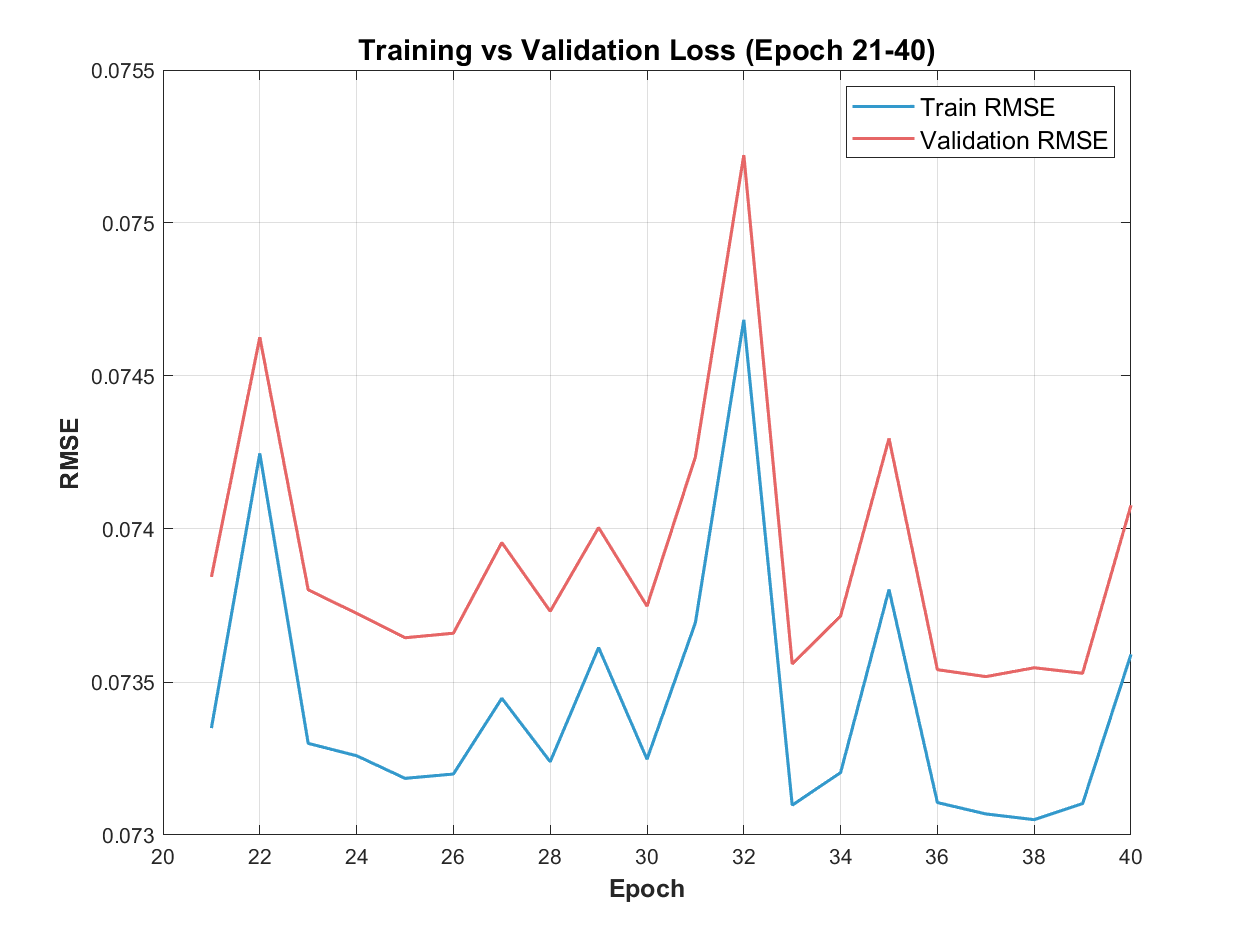 Training vs Validation Loss (Epoch 21-40)
Train RMSE
Validation RMSE
RMSE
0.0755
0.075
0.0745
0.074
0.0735
0.073
20 22 24 26 28 30 32 34 36 38 40
Epoch